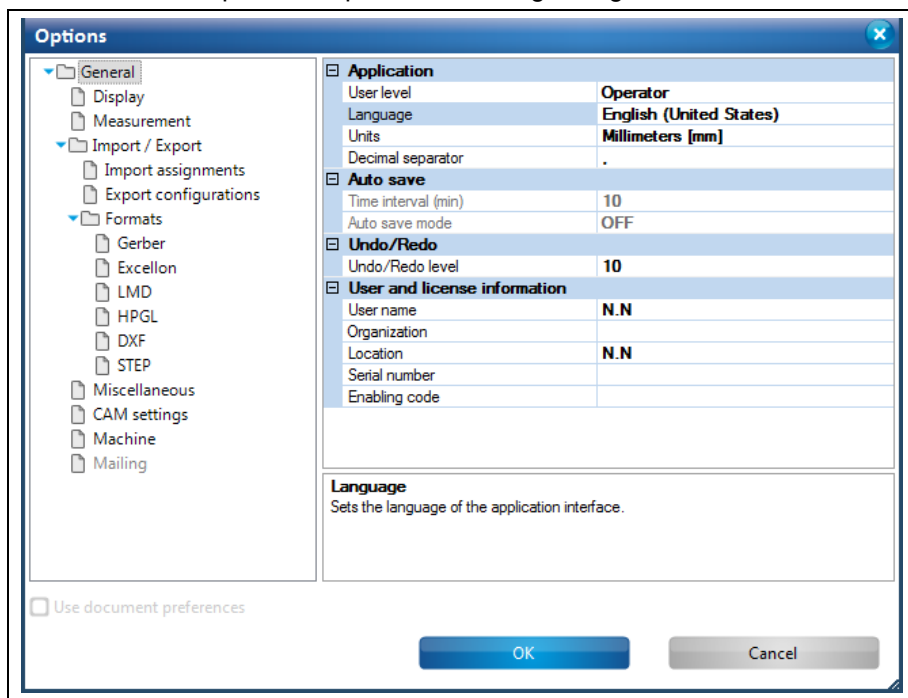 Options
General
Display
Measurement
Import / Export
Import assignments
Export configurations
Formats
Gerber
Excellon
LMD
HPGL
DXF
STEP
Miscellaneous
CAM settings
Machine
Mailing
Application
User level Operator
Language English (United States)
Units Millimeters [mm]
Decimal separator .
Auto save
Time interval (min) 10
Auto save mode OFF
Undo/Redo
Undo/Redo level 10
User and license information
User name N.N
Organization
Location N.N
Serial number
Enabling code
Language
Sets the language of the application interface.
Use document preferences
OK Cancel